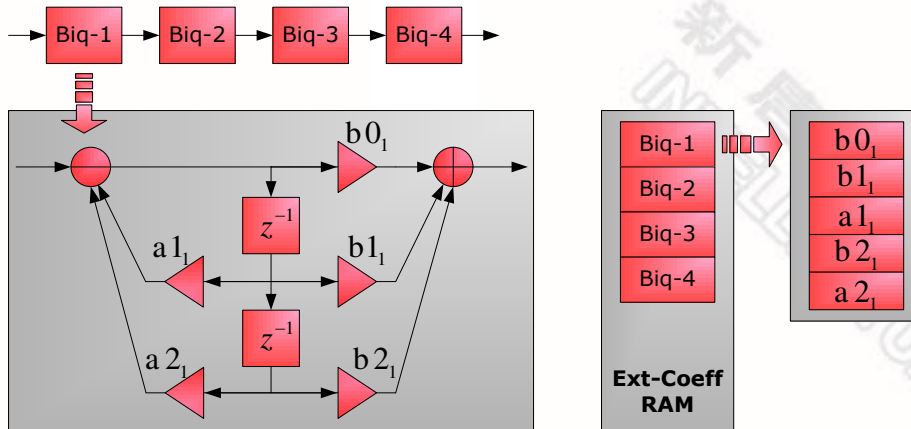 Biq-1 Biq-2 Biq-3 Biq-4
b0₁
z⁻¹
a1₁ b1₁
z⁻¹
a2₁ b2₁
Biq-1
Biq-2
Biq-3
Biq-4
Ext-Coeff
RAM
b0₁
b1₁
a1₁
b2₁
a2₁
新